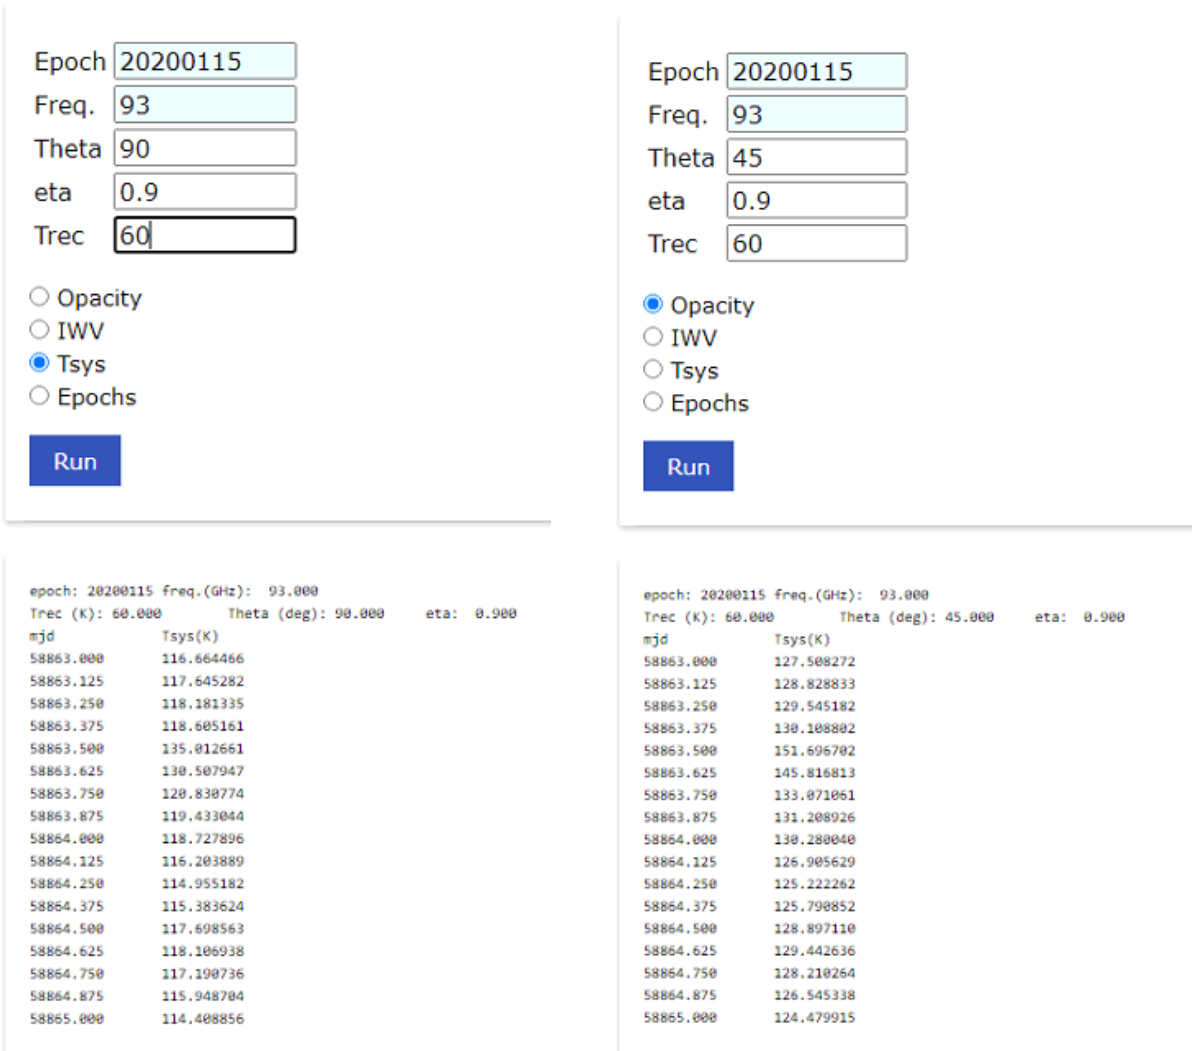 Epoch 20200115
Freq. 93
Theta 90
eta 0.9
Trec 60
Opacity
IWV
Tsys
Epochs
Run
epoch: 20200115 freq.(GHz): 93.000
Trec (K): 60.000 Theta (deg): 90.000 eta: 0.900
mjd Tsys(K)
58863.000 116.664466
58863.125 117.645282
58863.250 118.181335
58863.375 118.605161
58863.500 135.012661
58863.625 130.507947
58863.750 120.830774
58863.875 119.433044
58864.000 118.727896
58864.125 116.203889
58864.250 114.955182
58864.375 115.383624
58864.500 117.698563
58864.625 118.106938
58864.750 117.190736
58864.875 115.948704
58865.000 114.408856
Epoch 20200115
Freq. 93
Theta 45
eta 0.9
Trec 60
Opacity
IWV
Tsys
Epochs
Run
epoch: 20200115 freq.(GHz): 93.000
Trec (K): 60.000 Theta (deg): 45.000 eta: 0.900
mjd Tsys(K)
58863.000 127.508272
58863.125 128.828833
58863.250 129.545182
58863.375 130.108802
58863.500 151.696702
58863.625 145.816813
58863.750 133.071061
58863.875 131.208926
58864.000 130.280040
58864.125 126.905629
58864.250 125.222262
58864.375 125.790852
58864.500 128.897110
58864.625 129.442636
58864.750 128.210264
58864.875 126.545338
58865.000 124.479915